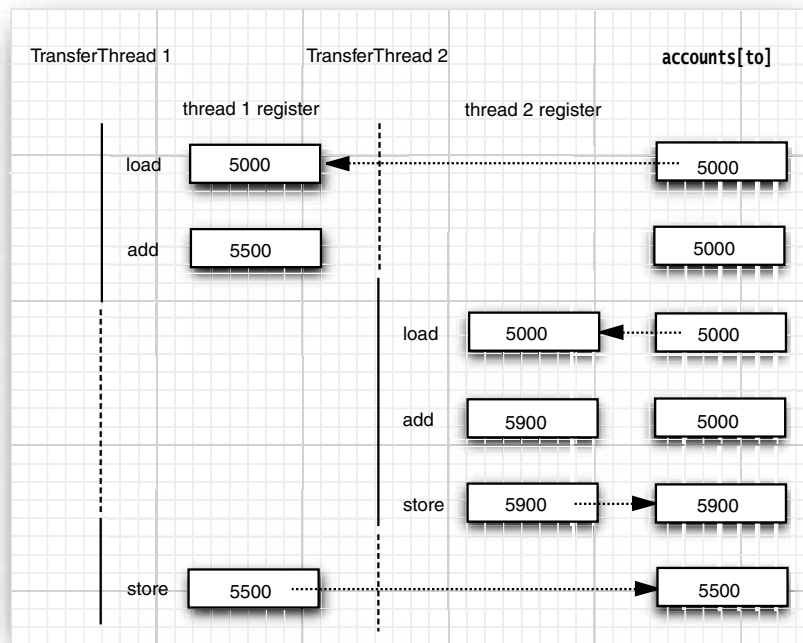 TransferThread 1 TransferThread 2 accounts[to]
thread 1 register thread 2 register
load 5000 5000
add 5500 5000
load 5000 5000
add 5900 5000
store 5900 5900
store 5500 5500